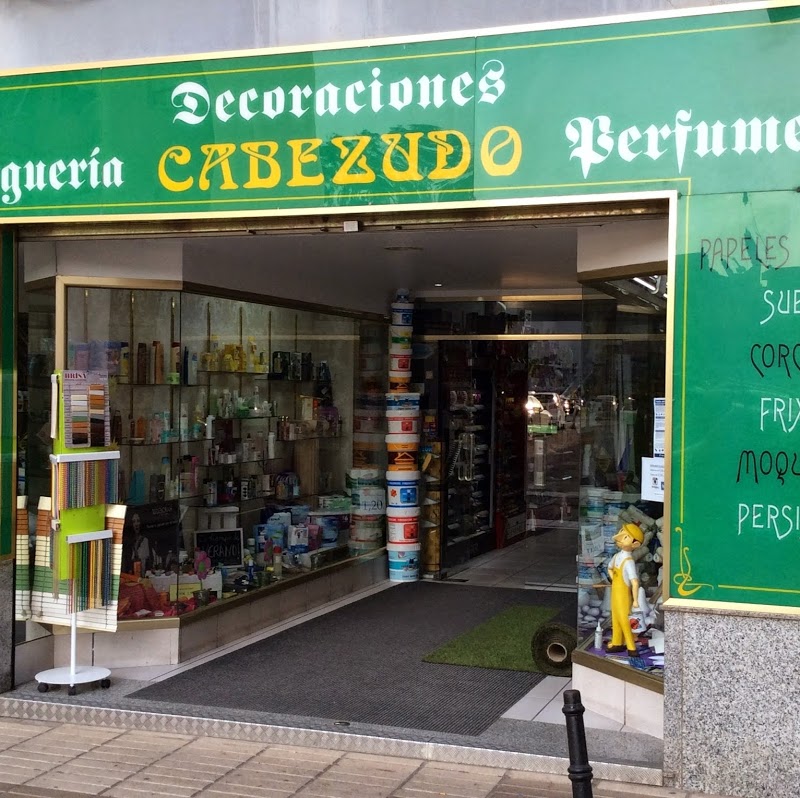 Decoraciones
guería CABEZUDO Perfume
PAPELES
SUE
CORC
FRIX
MOQU
PERSI